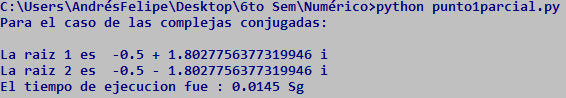 C:\Users\AndrésFelipe\Desktop\6to Sem\Numérico>python punto1parcial.py
Para el caso de las complejas conjugadas:
La raiz 1 es  -0.5 + 1.8027756377319946 i
La raiz 2 es  -0.5 - 1.8027756377319946 i
El tiempo de ejecucion fue : 0.0145 Sg